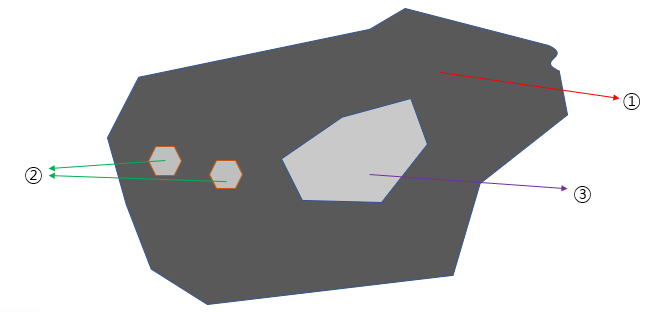 ①
②
③